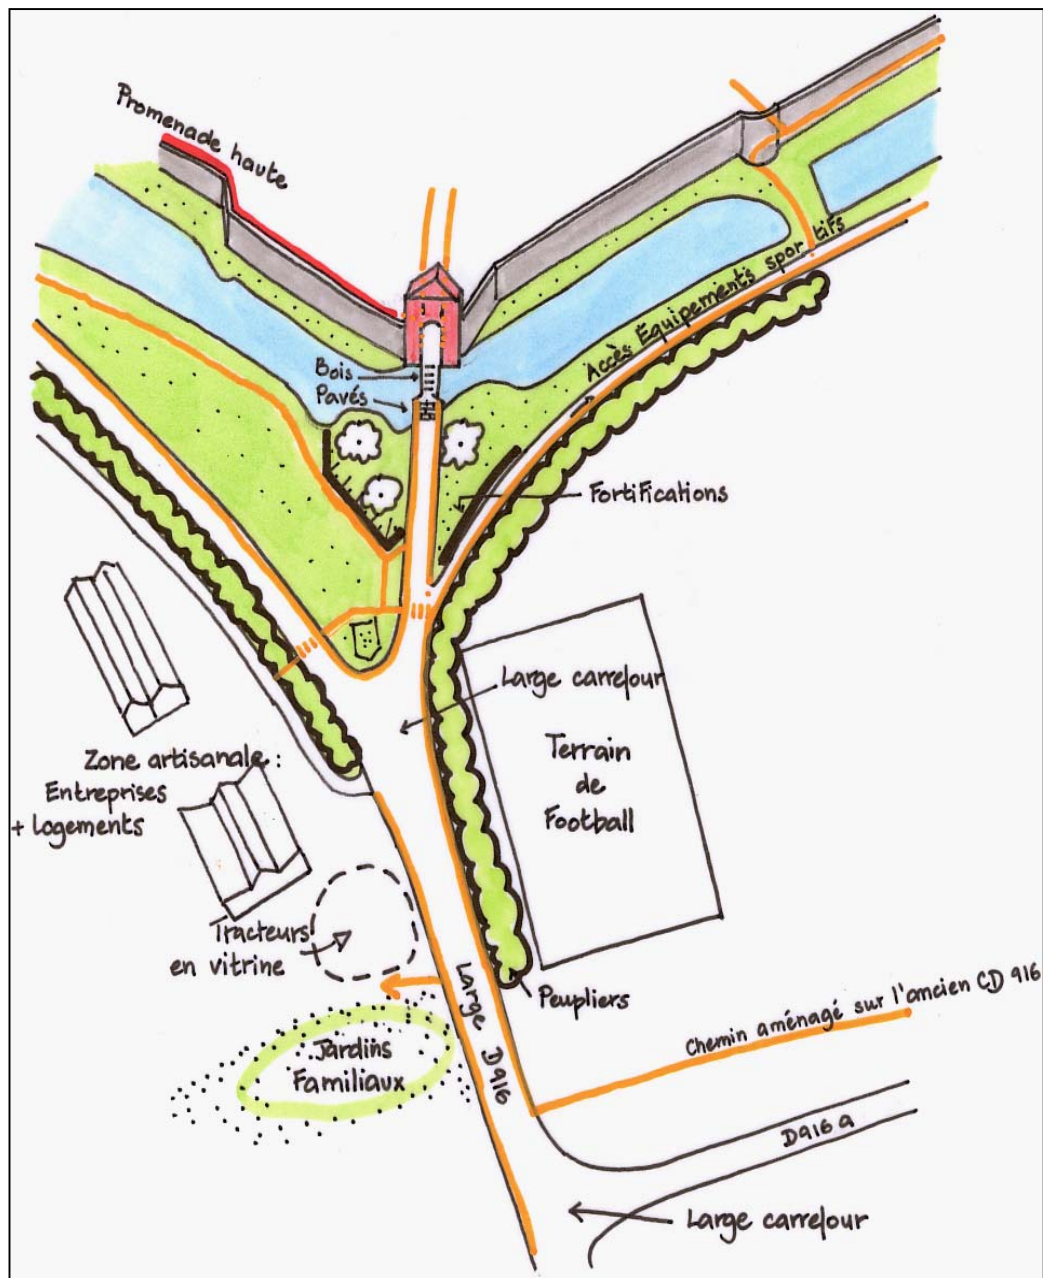 Promenade haute
Bois
Pavés
Accès Équipements sportifs
Fortifications
Large carrefour
Terrain
de
Football
Zone artisanale :
Entreprises
+ logements
Tracteurs
en vitrine
Large D916
Peupliers
Jardins
Familiaux
Chemin aménagé sur l'ancien CD 916
D916a
Large carrefour